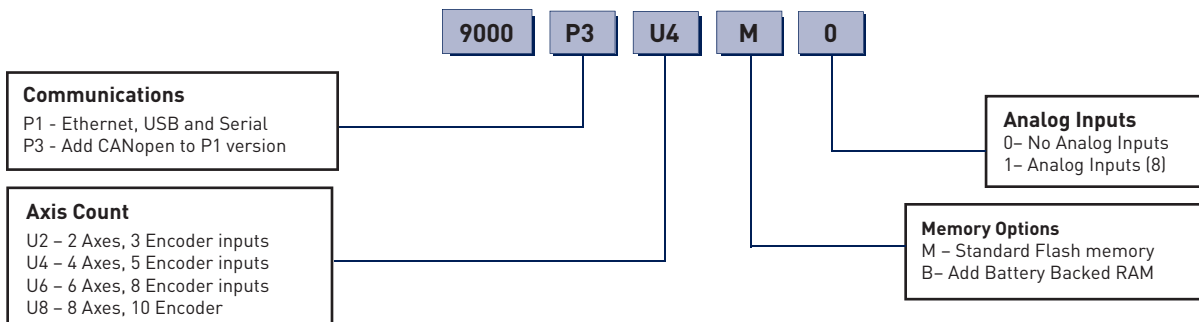 9000 P3 U4 M 0
Communications
P1 - Ethernet, USB and Serial
P3 - Add CANopen to P1 version
Analog Inputs
0– No Analog Inputs
1– Analog Inputs (8)
Axis Count
U2 – 2 Axes, 3 Encoder inputs
U4 – 4 Axes, 5 Encoder inputs
U6 – 6 Axes, 8 Encoder inputs
U8 – 8 Axes, 10 Encoder
Memory Options
M – Standard Flash memory
B– Add Battery Backed RAM